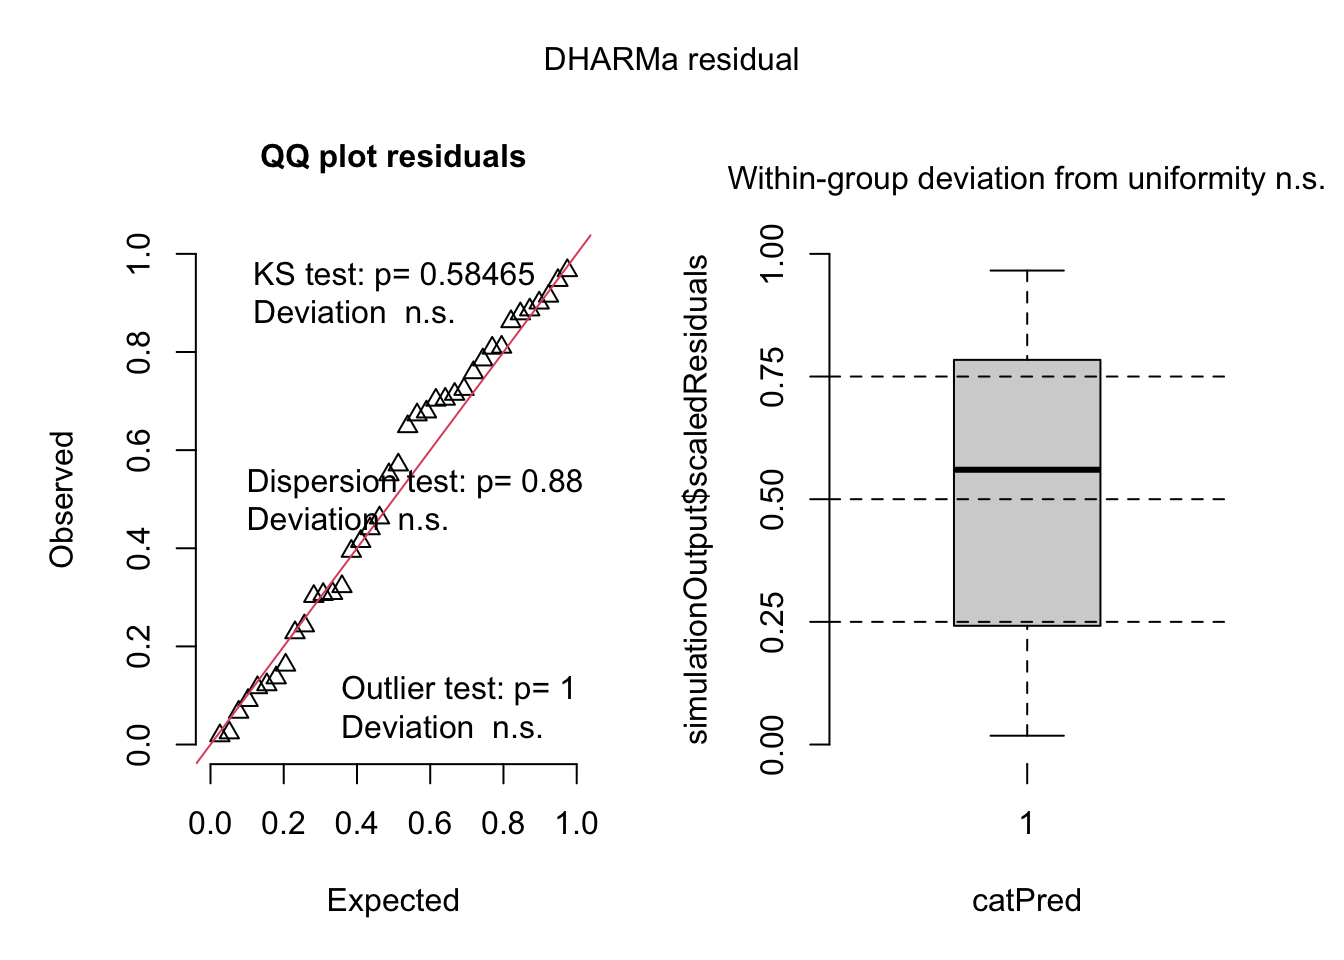 DHARMa residual
QQ plot residuals
KS test: p= 0.58465
Deviation  n.s.
Dispersion test: p= 0.88
Deviation  n.s.
Outlier test: p= 1
Deviation  n.s.
Observed
0.0 0.2 0.4 0.6 0.8 1.0
0.0 0.2 0.4 0.6 0.8 1.0
Expected
Within-group deviation from uniformity n.s.
simulationOutput$scaledResiduals
0.00 0.25 0.50 0.75 1.00
1
catPred